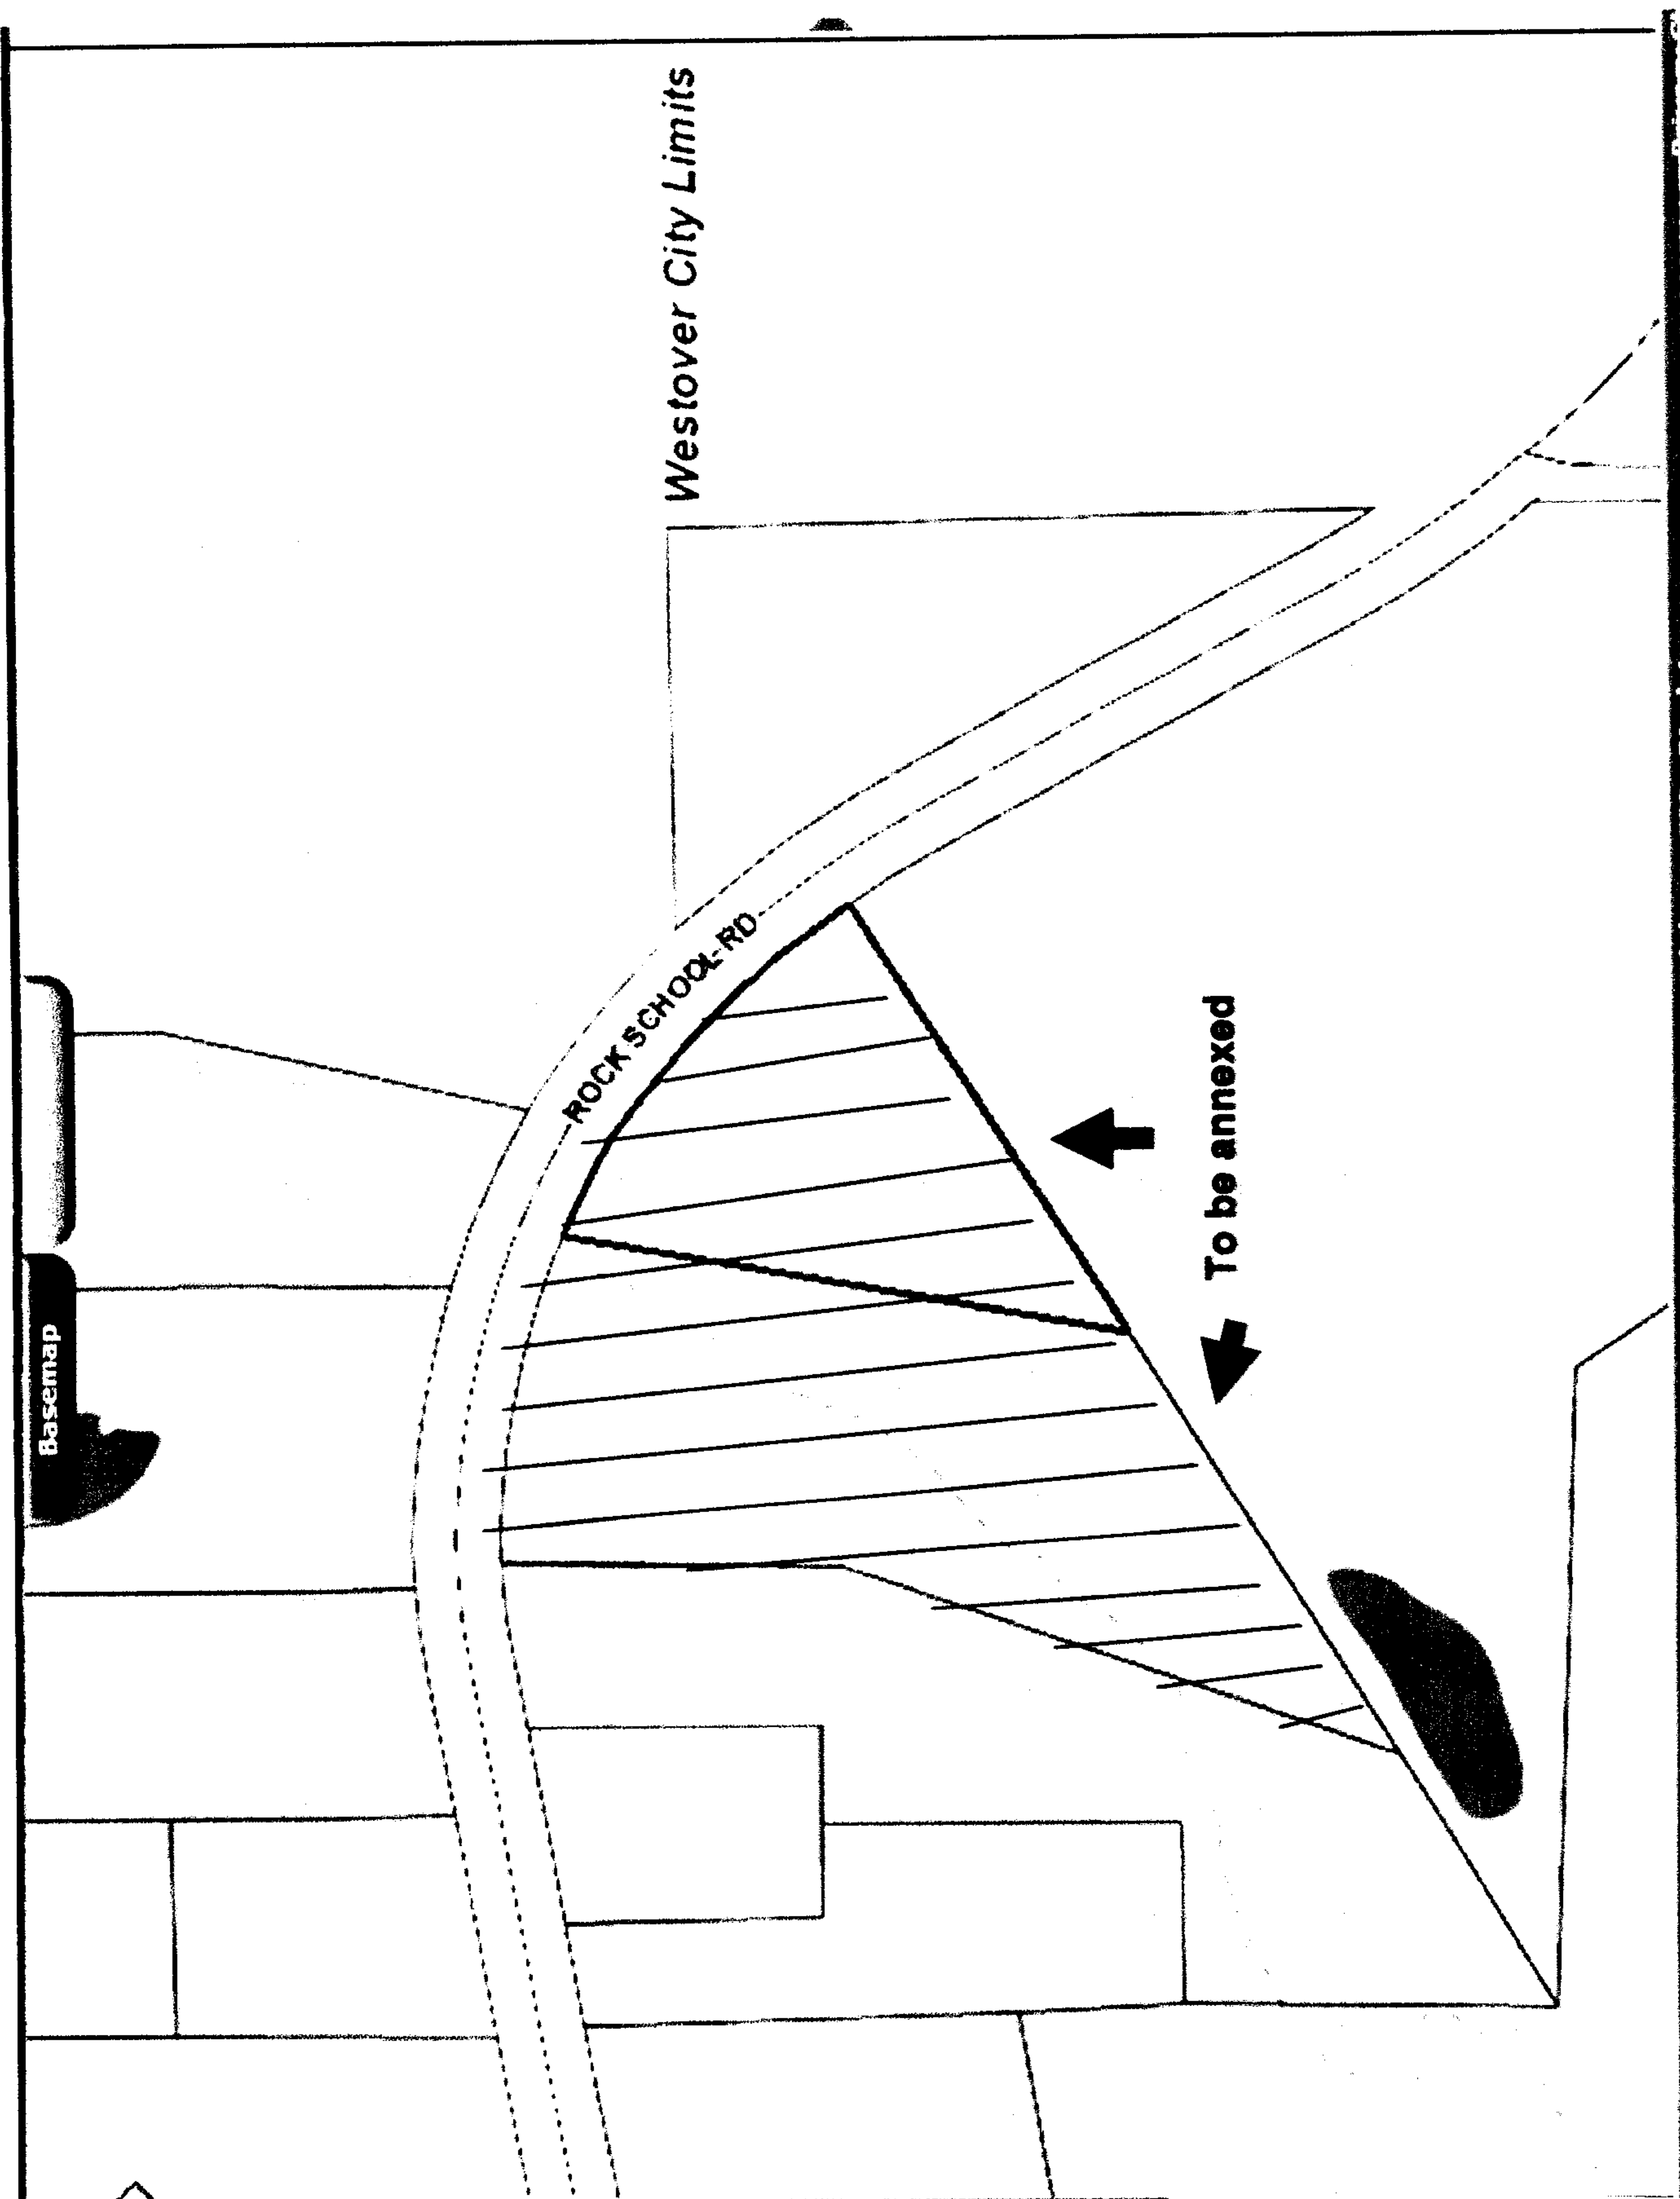 Westover City Limits
ROCK SCHOOL RD
To be annexed
Basemap